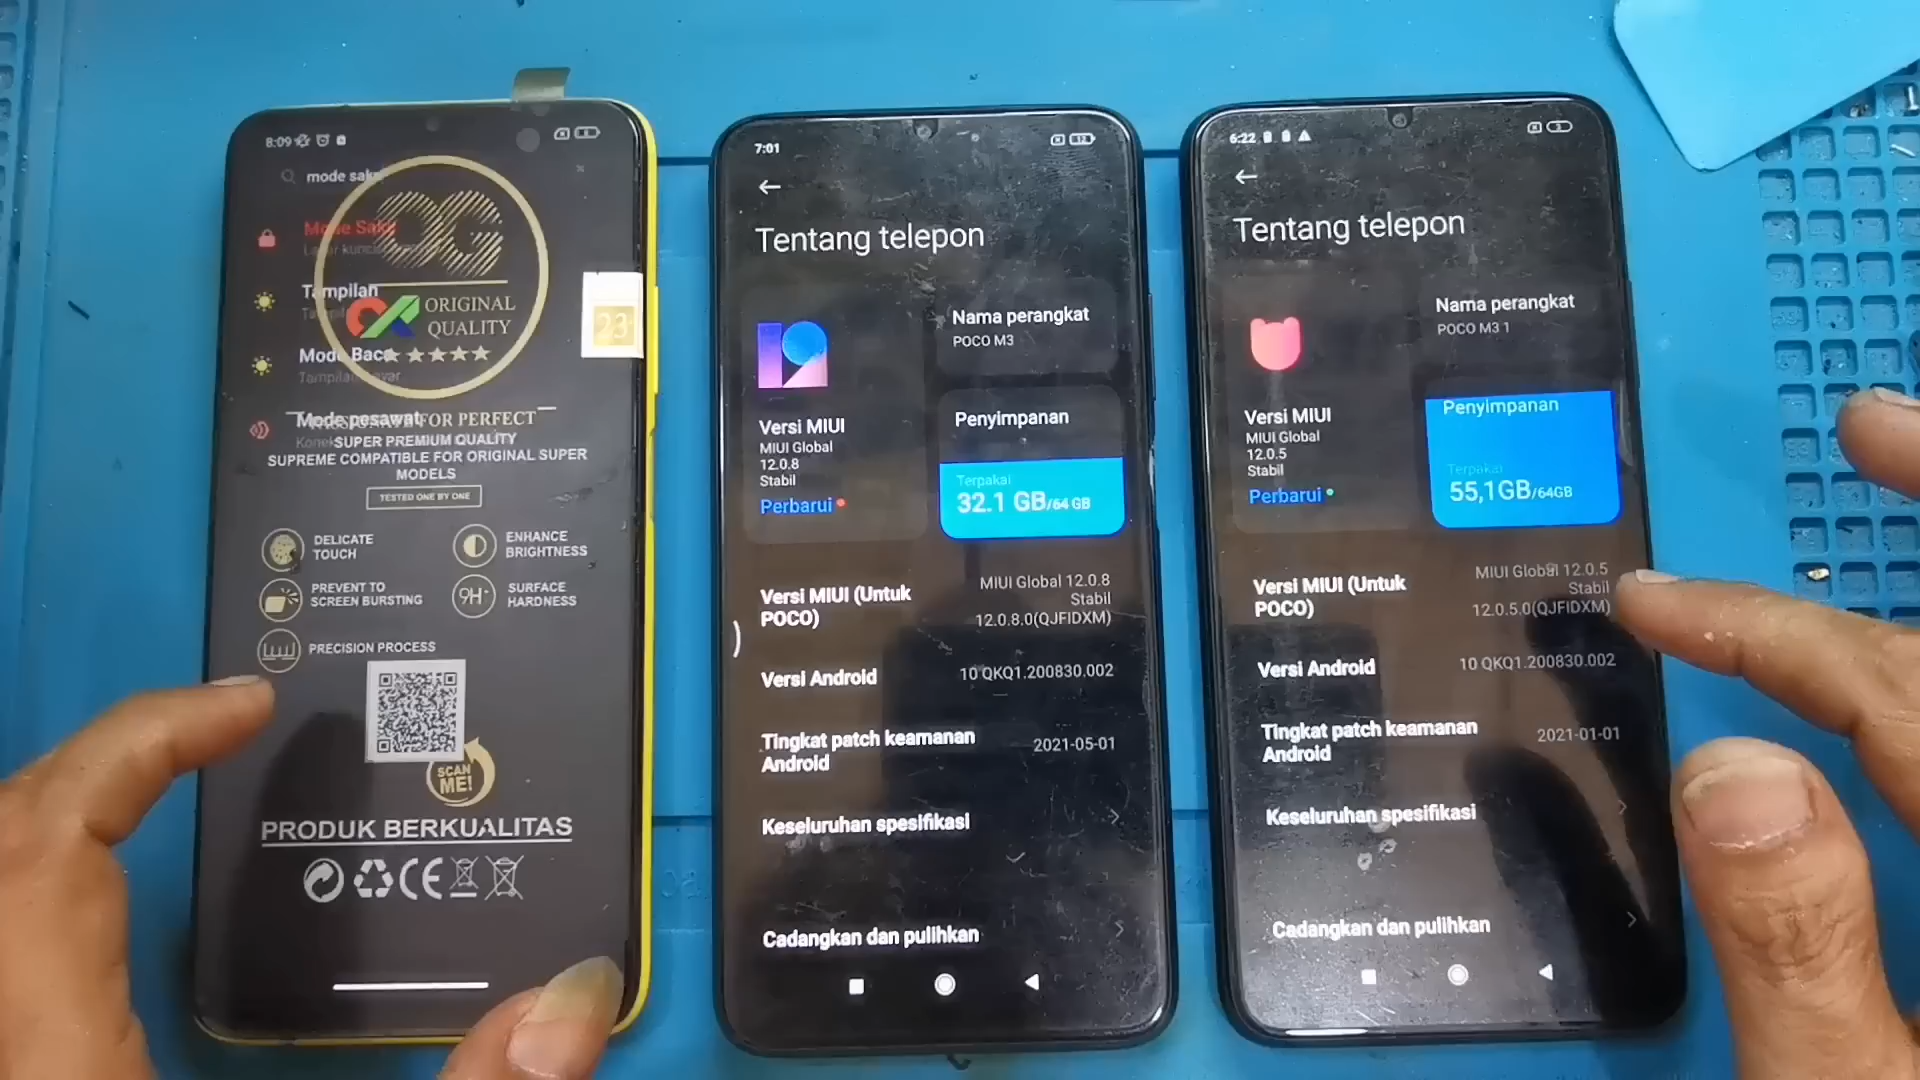 8:09
mode sak
Mode Saku
Tampilan
Mode Baca
Mode pesawat
OG
ORIGINAL
QUALITY
FOR PERFECT
SUPER PREMIUM QUALITY
SUPREME COMPATIBLE FOR ORIGINAL SUPER
MODELS
TESTED ONE BY ONE
DELICATE
TOUCH
ENHANCE
BRIGHTNESS
PREVENT TO
SCREEN BURSTING
9H
SURFACE
HARDNESS
PRECISION PROCESS
SCAN
ME!
PRODUK BERKUALITAS
CE
23
7:01
12
Tentang telepon
Versi MIUI
MIUI Global
12.0.8
Stabil
Perbarui
Nama perangkat
POCO M3
Penyimpanan
Terpakai
32.1 GB/64 GB
Versi MIUI (Untuk
POCO)
MIUI Global 12.0.8
Stabil
12.0.8.0(QJFIDXM)
Versi Android
10 QKQ1.200830.002
Tingkat patch keamanan
Android
2021-05-01
Keseluruhan spesifikasi
Cadangkan dan pulihkan
6:22
Tentang telepon
Versi MIUI
MIUI Global
12.0.5
Stabil
Perbarui
Nama perangkat
POCO M3 1
Penyimpanan
Terpakai
55,1GB/64GB
Versi MIUI (Untuk
POCO)
MIUI Global 12.0.5
Stabil
12.0.5.0(QJFIDXM)
Versi Android
10 QKQ1.200830.002
Tingkat patch keamanan
Android
2021-01-01
Keseluruhan spesifikasi
Cadangkan dan pulihkan